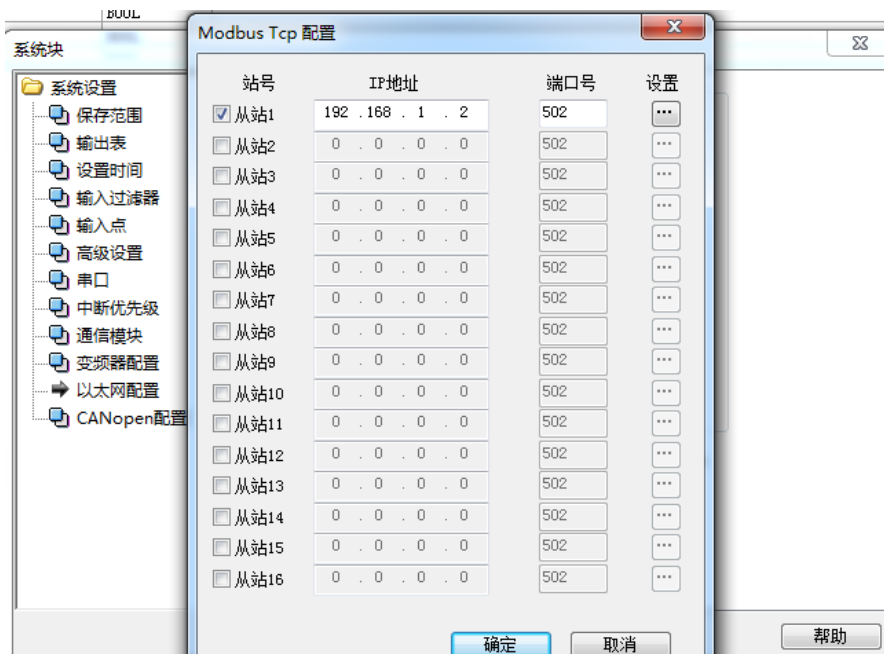 BOOL
系统块
系统设置
保存范围
输出表
设置时间
输入过滤器
输入点
高级设置
串口
中断优先级
通信模块
变频器配置
以太网配置
CANopen配置
Modbus Tcp 配置
站号 IP地址 端口号 设置
从站1 192 .168 . 1 . 2 502 ...
从站2 0 . 0 . 0 . 0 502 ...
从站3 0 . 0 . 0 . 0 502 ...
从站4 0 . 0 . 0 . 0 502 ...
从站5 0 . 0 . 0 . 0 502 ...
从站6 0 . 0 . 0 . 0 502 ...
从站7 0 . 0 . 0 . 0 502 ...
从站8 0 . 0 . 0 . 0 502 ...
从站9 0 . 0 . 0 . 0 502 ...
从站10 0 . 0 . 0 . 0 502 ...
从站11 0 . 0 . 0 . 0 502 ...
从站12 0 . 0 . 0 . 0 502 ...
从站13 0 . 0 . 0 . 0 502 ...
从站14 0 . 0 . 0 . 0 502 ...
从站15 0 . 0 . 0 . 0 502 ...
从站16 0 . 0 . 0 . 0 502 ...
确定 取消
帮助